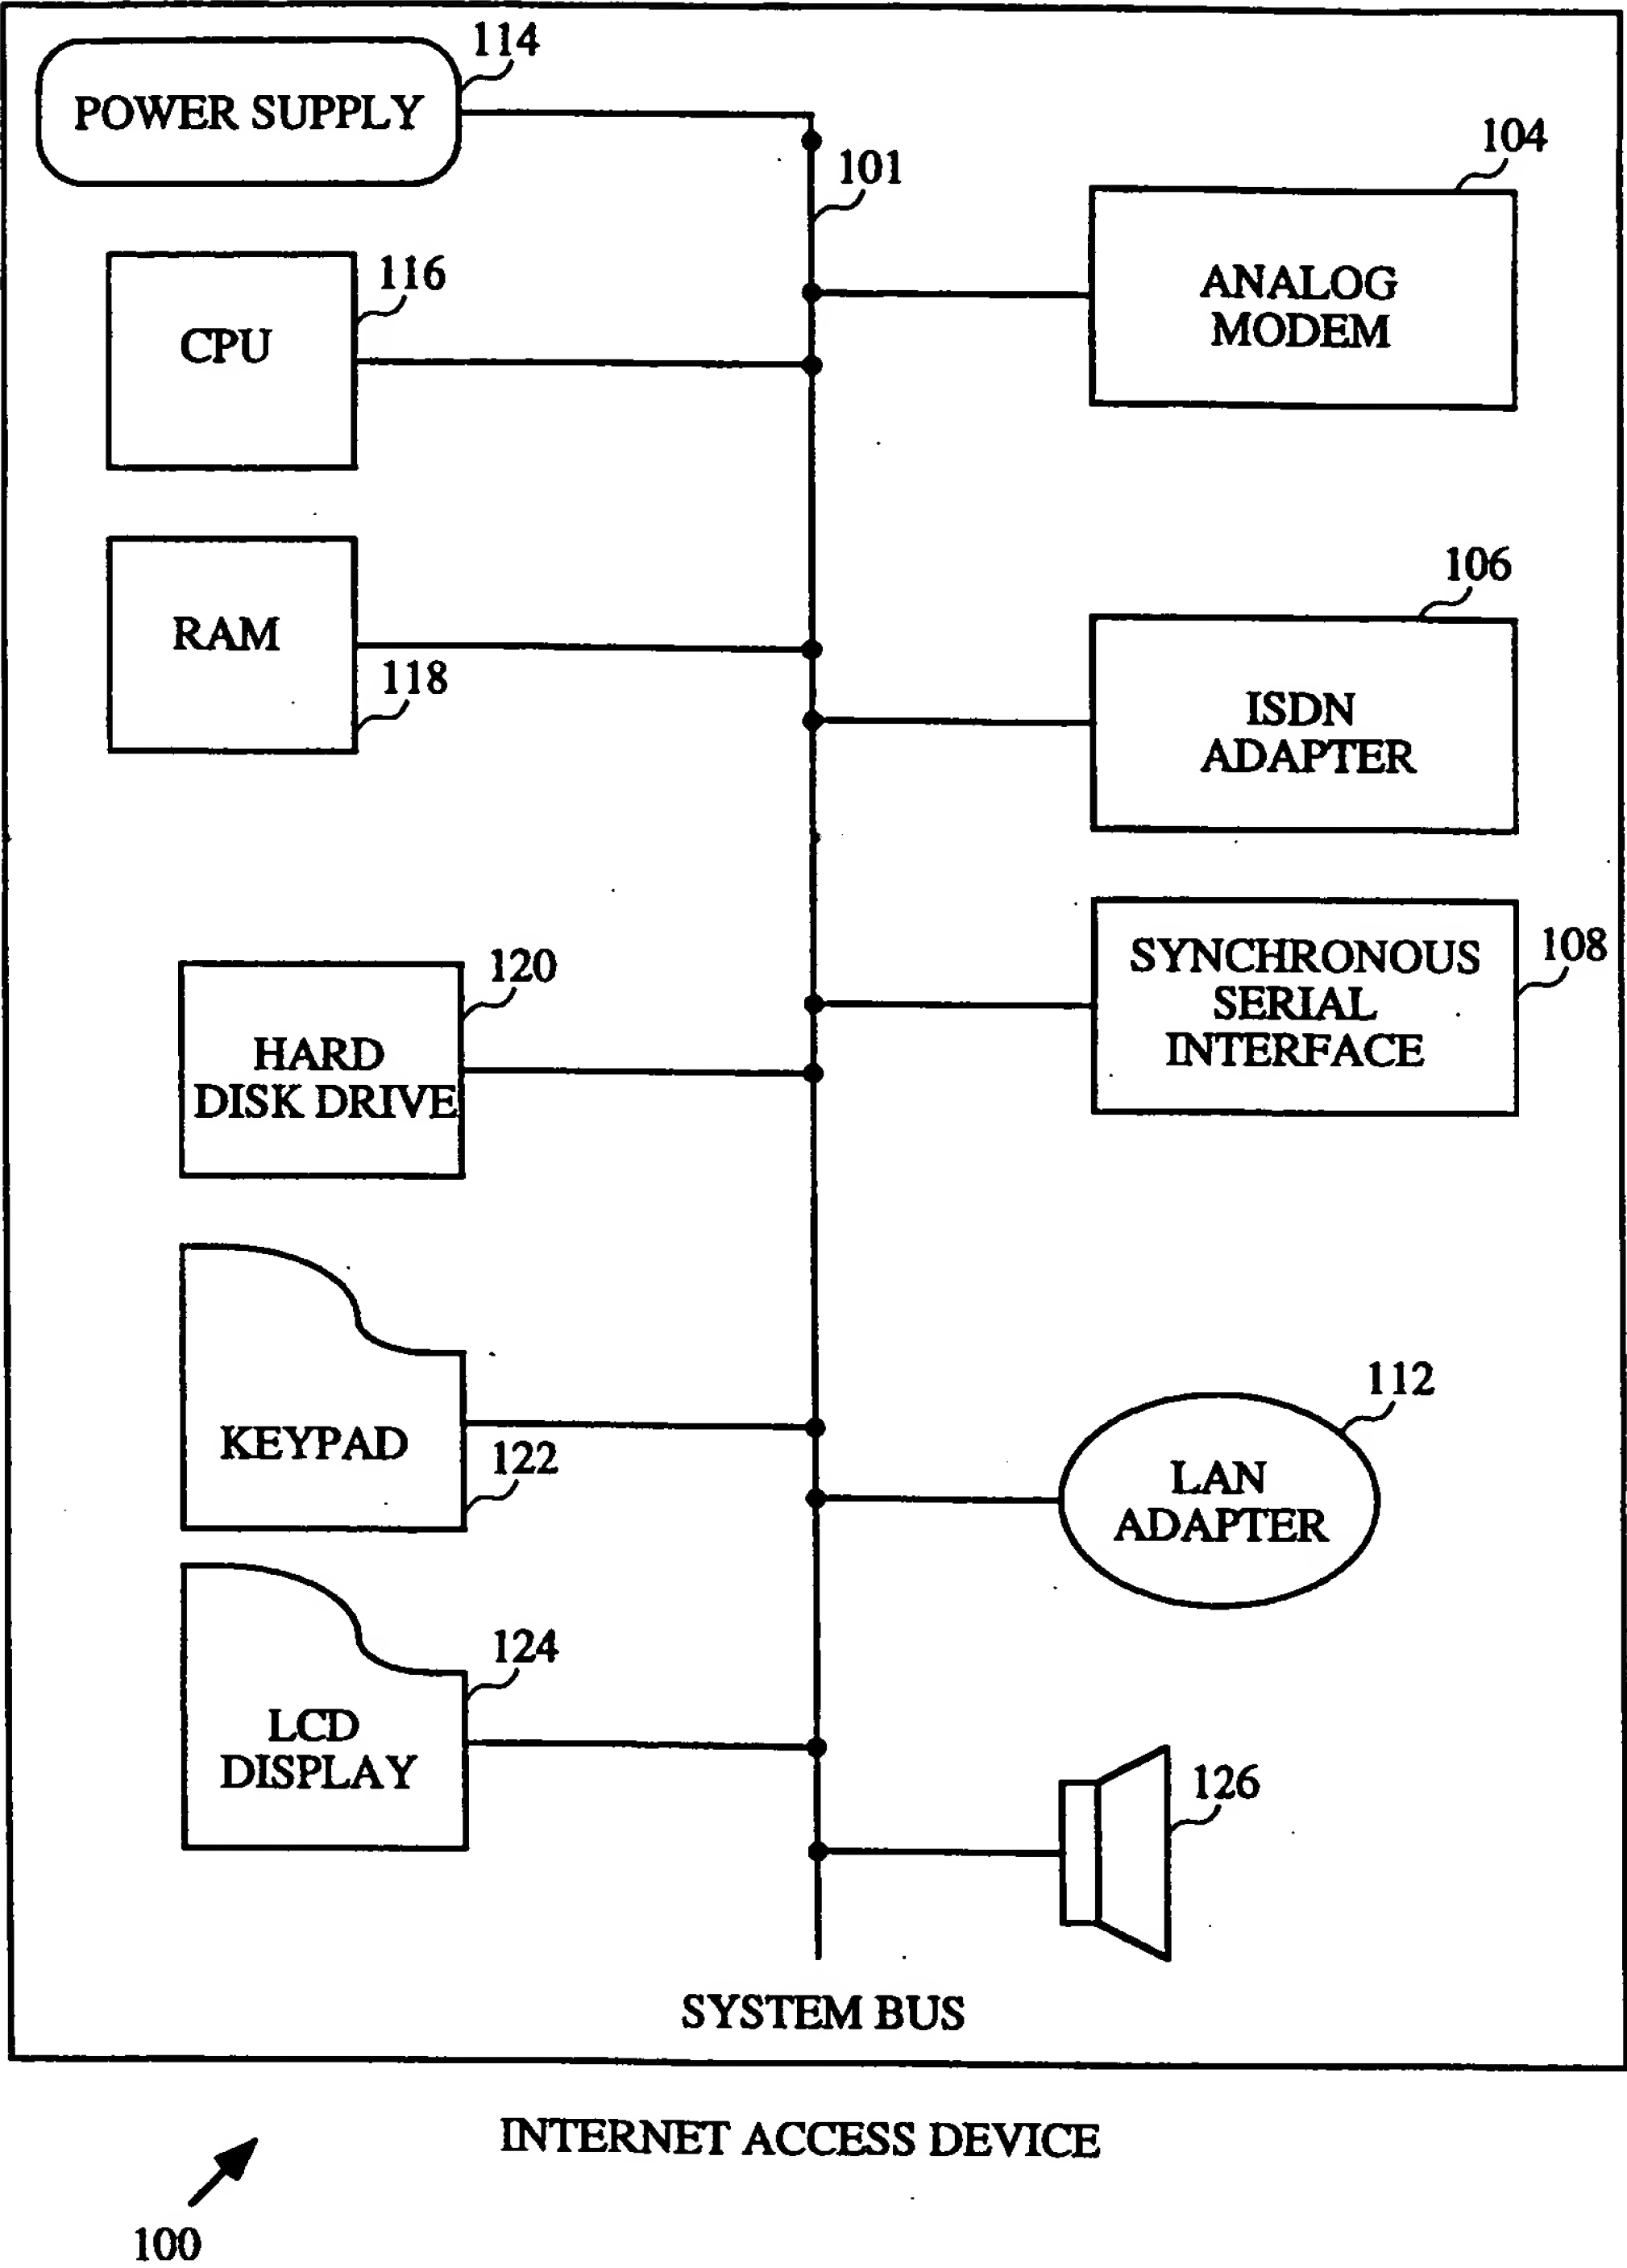 114
POWER SUPPLY
101
104
ANALOG
MODEM
116
CPU
RAM
118
106
ISDN
ADAPTER
108
SYNCHRONOUS
SERIAL
INTERFACE
120
HARD
DISK DRIVE
KEYPAD
122
112
LAN
ADAPTER
124
LCD
DISPLAY
126
SYSTEM BUS
INTERNET ACCESS DEVICE
100